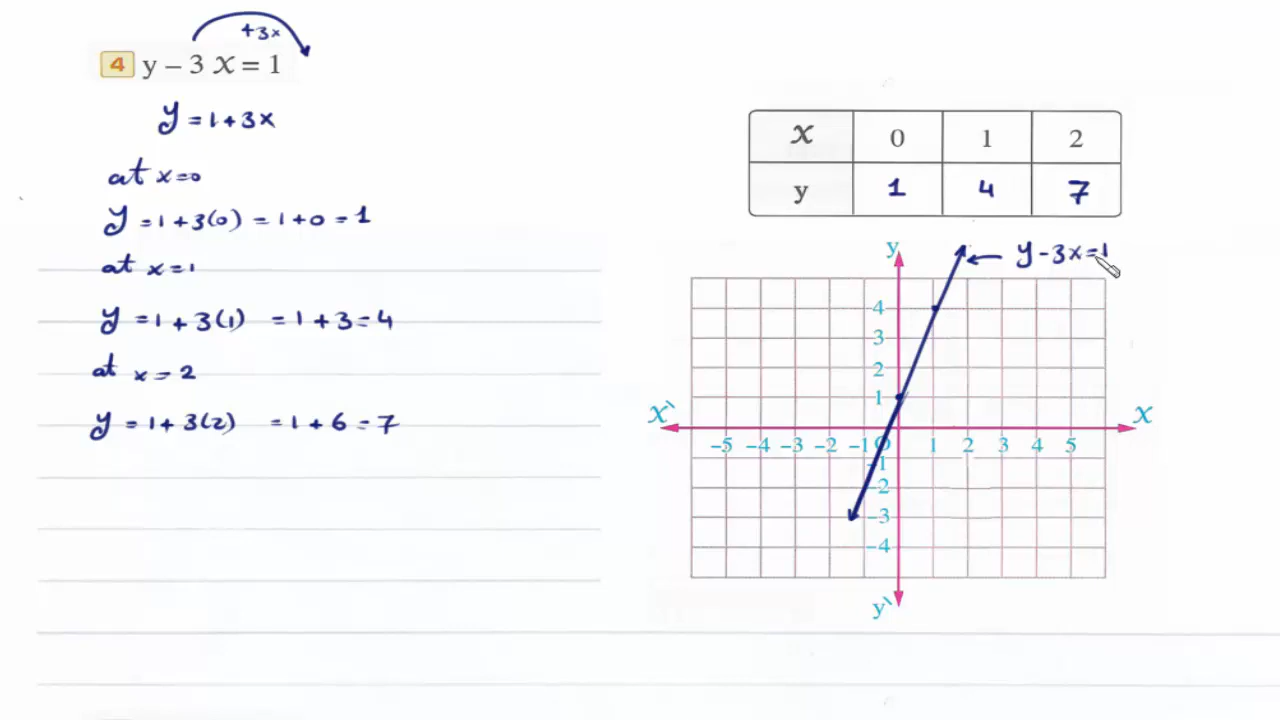 +3x
4 y – 3 x = 1
y = 1 + 3x
at x=0
y = 1 + 3(0) = 1 + 0 = 1
at x = 1
y = 1 + 3(1) = 1 + 3 = 4
at x = 2
y = 1 + 3(2) = 1 + 6 = 7
x 0 1 2
y 1 4 7
y
y - 3x = 1
4
3
2
1
x` x
-5 -4 -3 -2 -1 O 1 2 3 4 5
-1
-2
-3
-4
y`